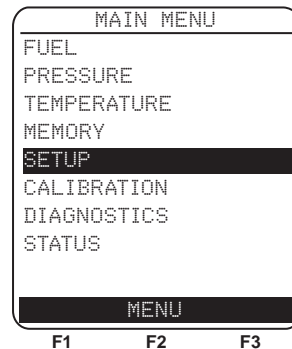 MAIN MENU
FUEL
PRESSURE
TEMPERATURE
MEMORY
SETUP
CALIBRATION
DIAGNOSTICS
STATUS
MENU
F1 F2 F3